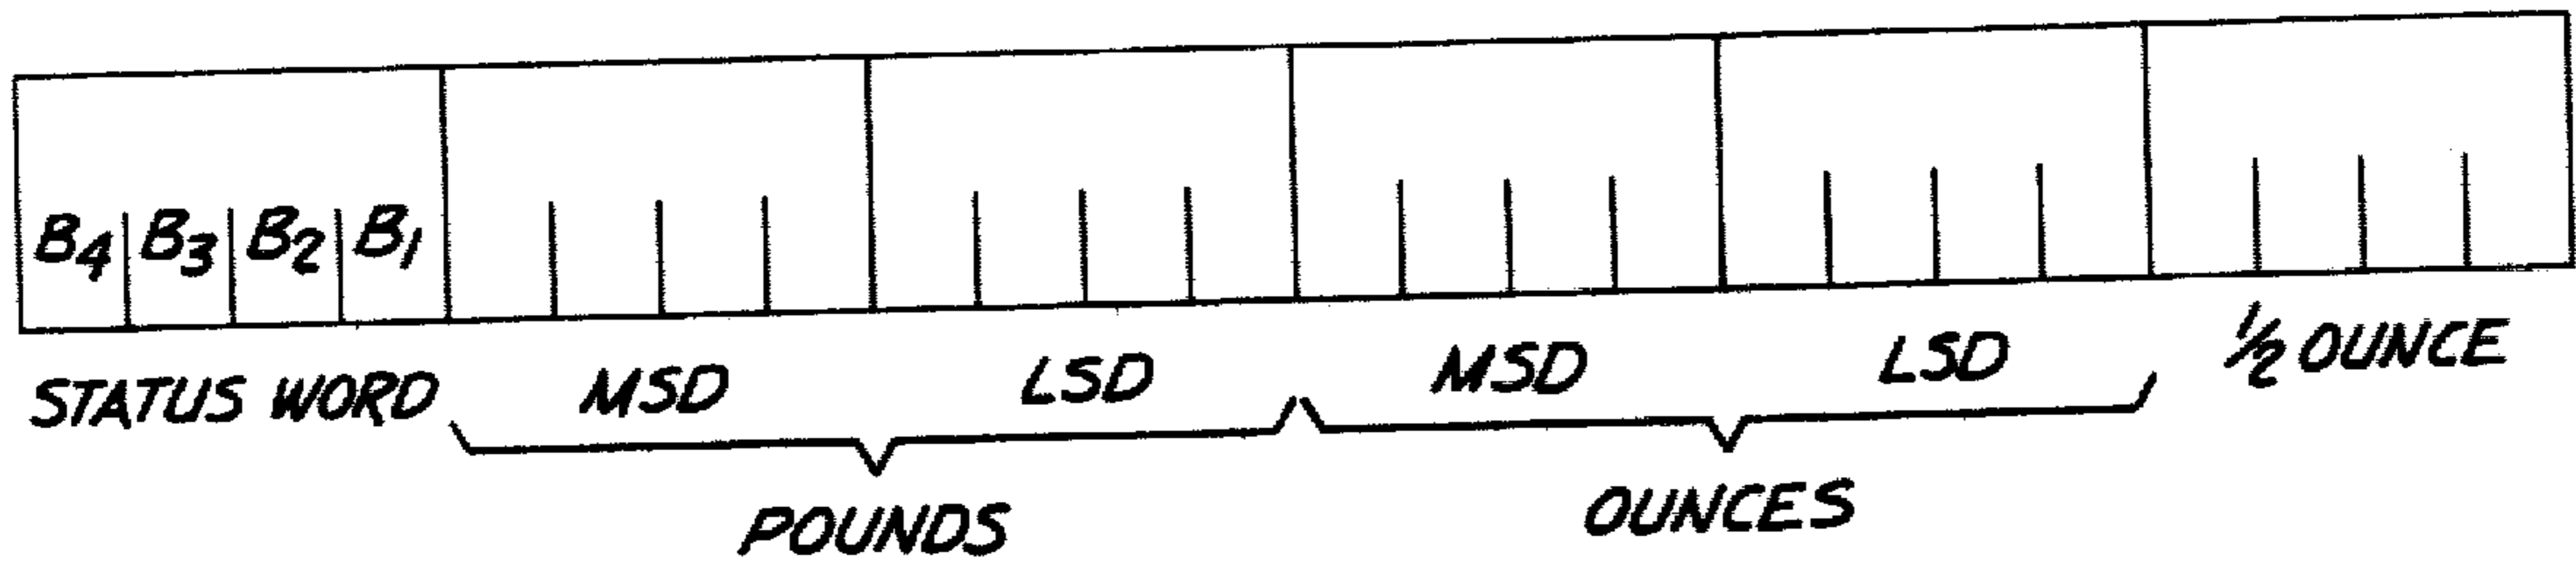 B4 B3 B2 B1
STATUS WORD MSD LSD MSD LSD 1/2 OUNCE
POUNDS OUNCES